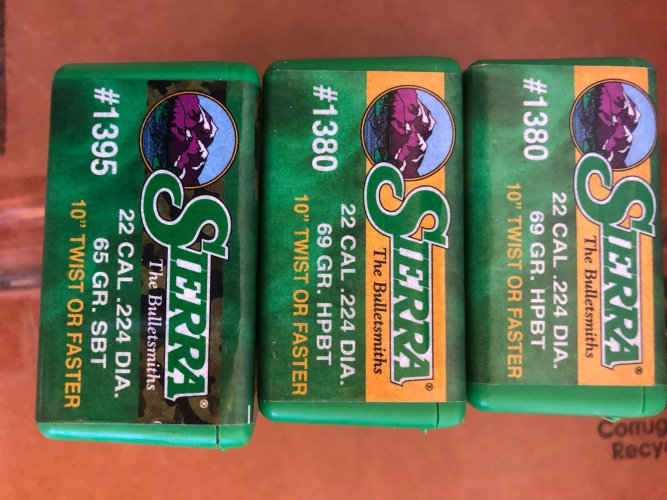 #1395
SIERRA®
The Bulletsmiths
22 CAL .224 DIA.
65 GR. SBT
10” TWIST OR FASTER
#1380
SIERRA®
The Bulletsmiths
22 CAL .224 DIA.
69 GR. HPBT
10” TWIST OR FASTER
#1380
SIERRA®
The Bulletsmiths
22 CAL .224 DIA.
69 GR. HPBT
10” TWIST OR FASTER